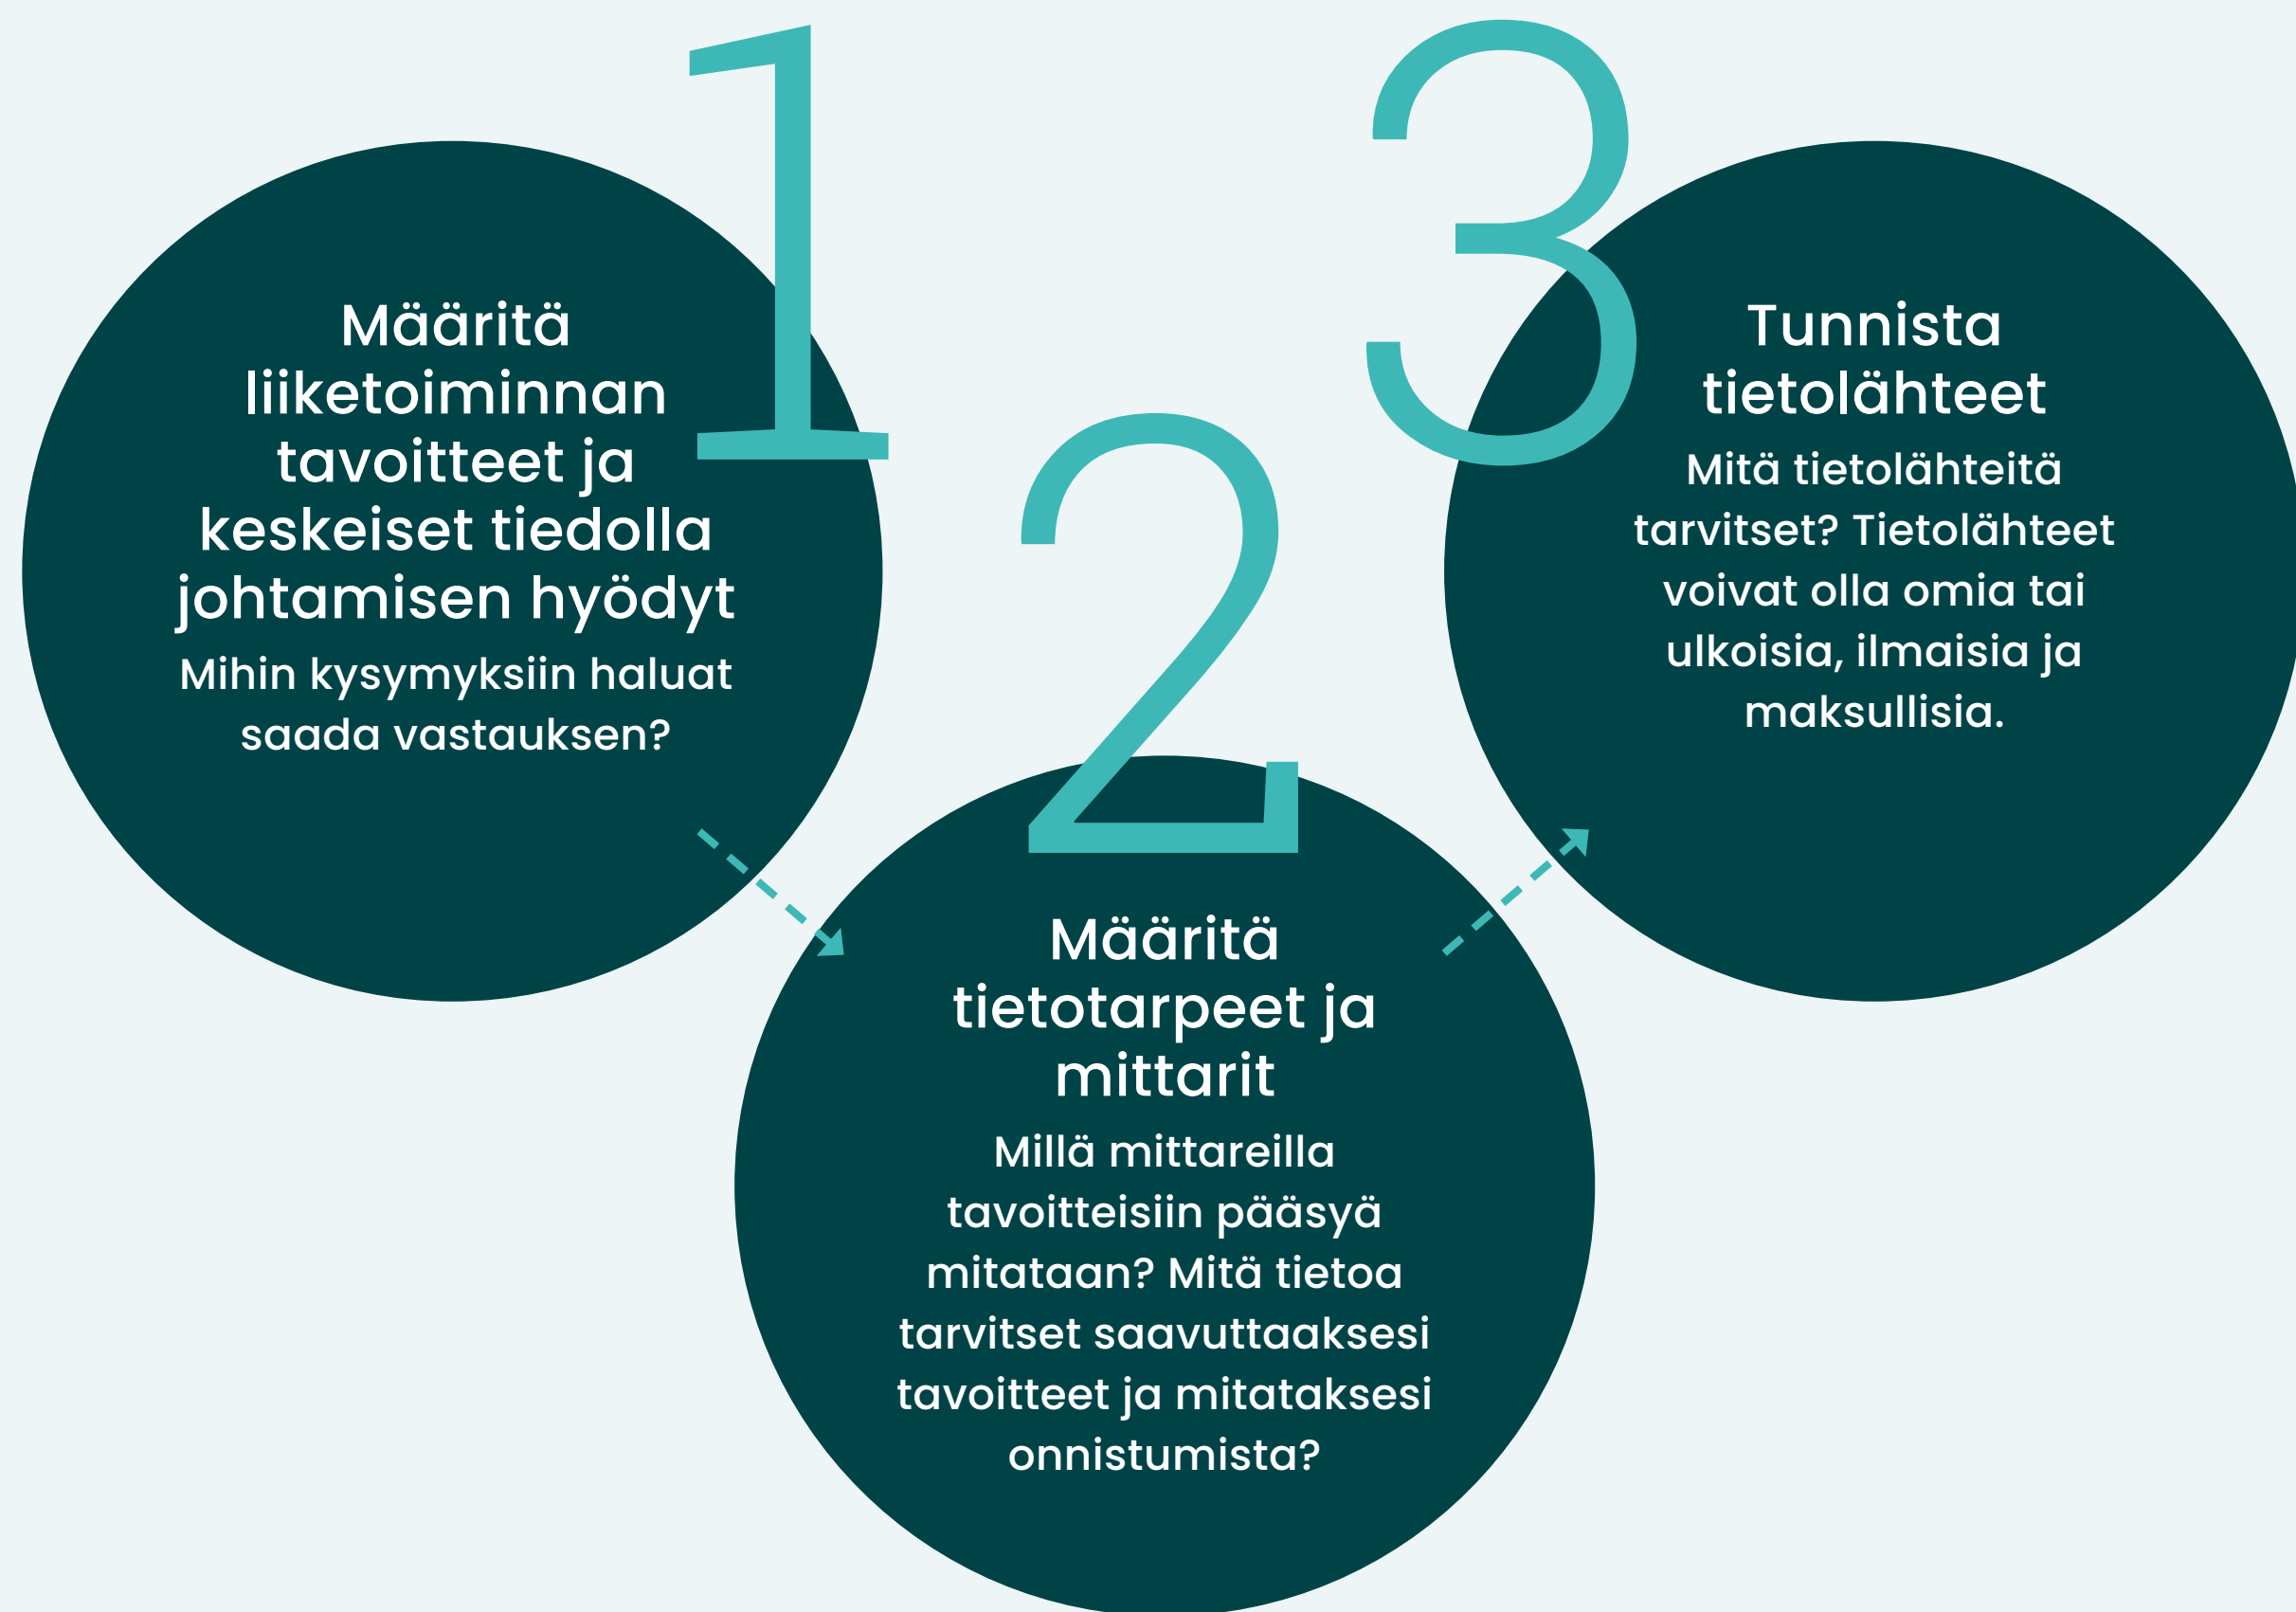 1
Määritä
liiketoiminnan
tavoitteet ja
keskeiset tiedolla
johtamisen hyödyt
Mihin kysymyksiin haluat
saada vastauksen?
2
Määritä
tietotarpeet ja
mittarit
Millä mittareilla
tavoitteisiin pääsyä
mitataan? Mitä tietoa
tarvitset saavuttaaksesi
tavoitteet ja mitataksesi
onnistumista?
3
Tunnista
tietolähteet
Mitä tietolähteitä
tarvitset? Tietolähteet
voivat olla omia tai
ulkoisia, ilmaisia ja
maksullisia.